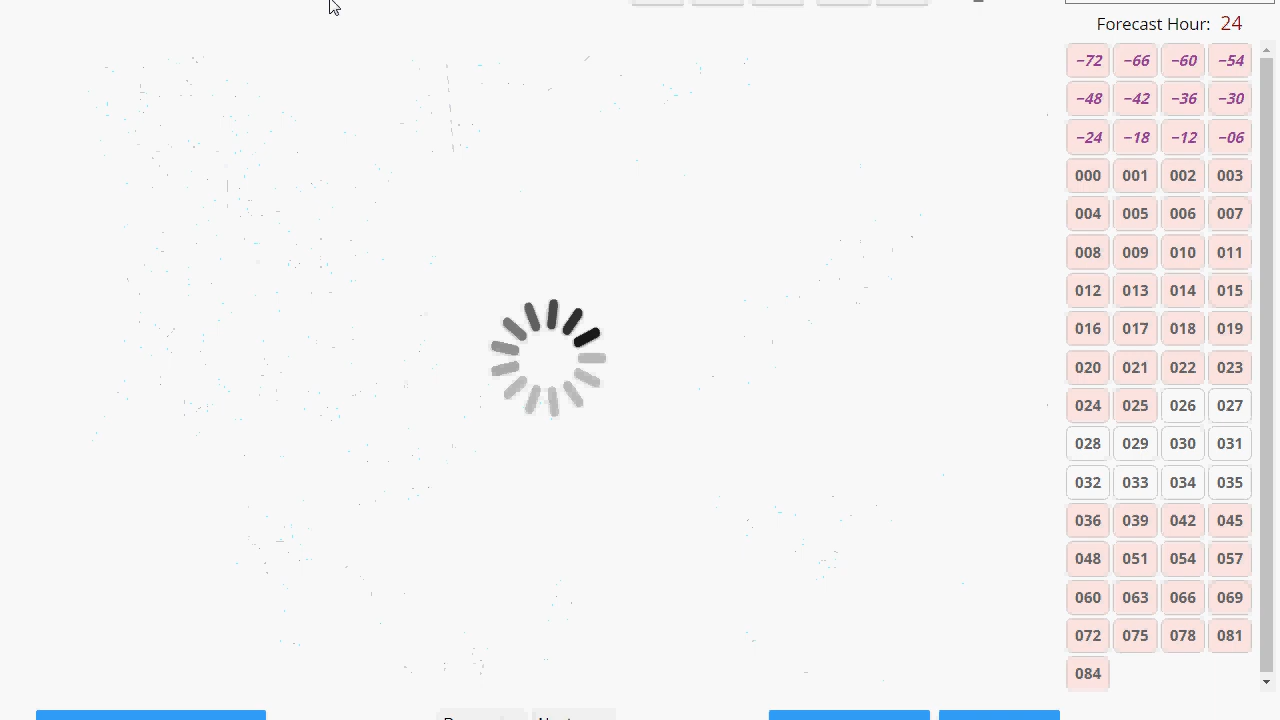 Forecast Hour: 24
−72 −66 −60 −54
−48 −42 −36 −30
−24 −18 −12 −06
000 001 002 003
004 005 006 007
008 009 010 011
012 013 014 015
016 017 018 019
020 021 022 023
024 025 026 027
028 029 030 031
032 033 034 035
036 039 042 045
048 051 054 057
060 063 066 069
072 075 078 081
084